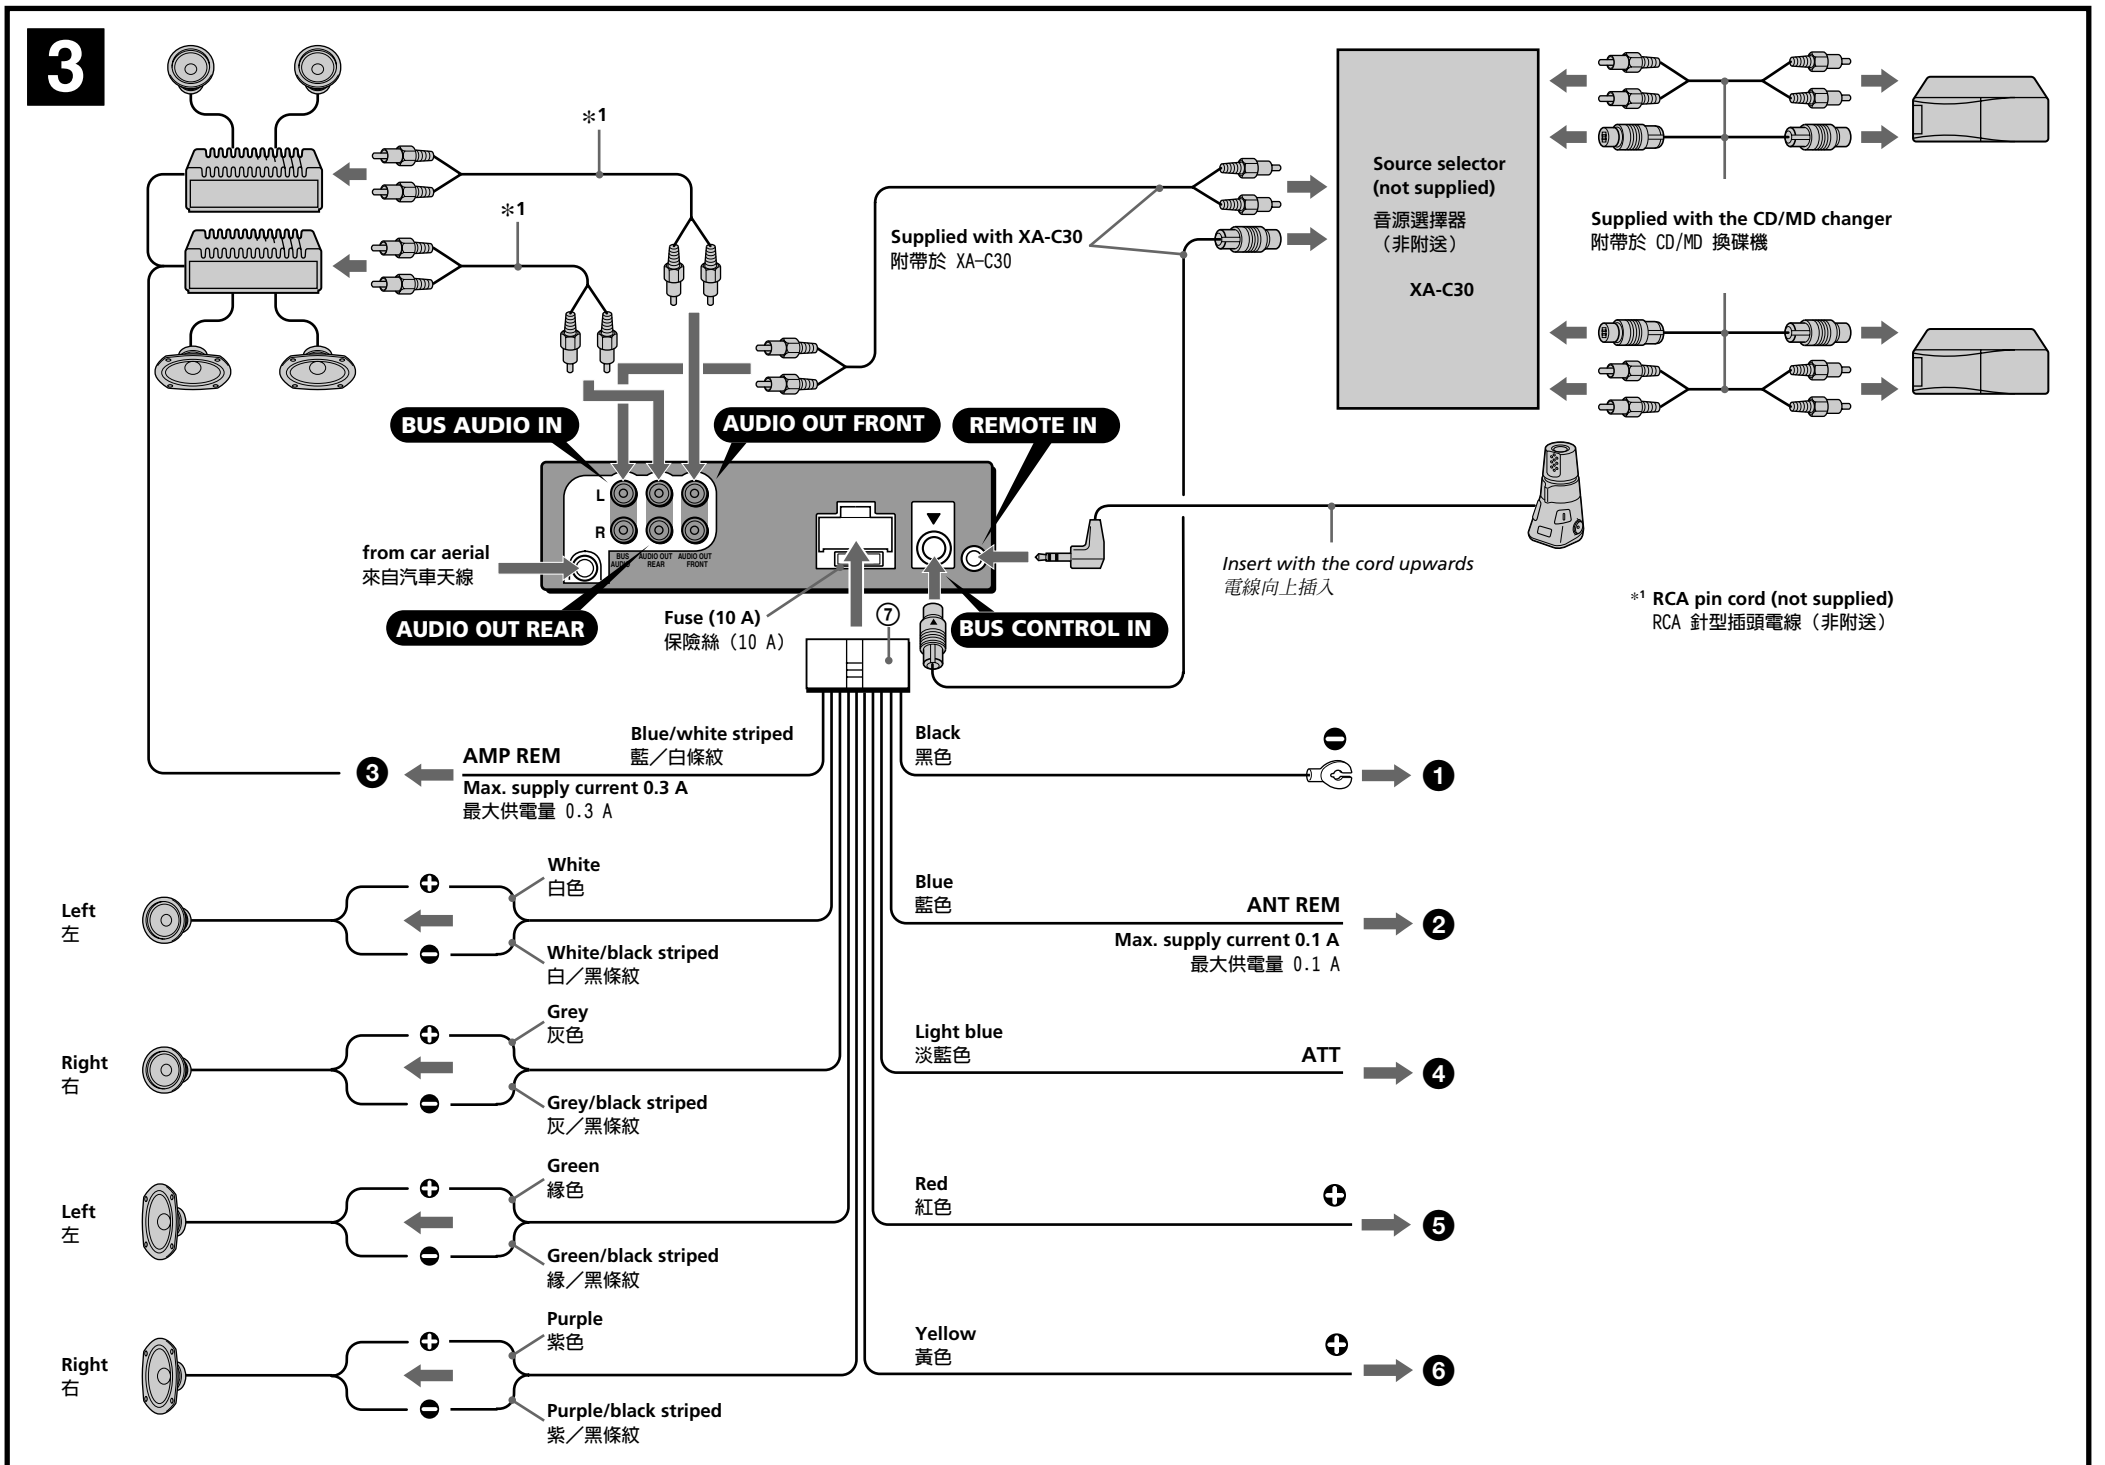 3
*1
*1
Supplied with XA-C30
附帶於 XA-C30
Source selector
(not supplied)
音源選擇器
（非附送）
XA-C30
Supplied with the CD/MD changer
附帶於 CD/MD 換碟機
BUS AUDIO IN
AUDIO OUT FRONT
REMOTE IN
L
R
BUS
AUDIO
AUDIO OUT
REAR
AUDIO OUT
FRONT
from car aerial
來自汽車天線
AUDIO OUT REAR
Fuse (10 A)
保險絲（10 A）
⑦
BUS CONTROL IN
Insert with the cord upwards
電線向上插入
*1 RCA pin cord (not supplied)
RCA 針型插頭電線（非附送）
Blue/white striped
藍／白條紋
AMP REM
❸
Max. supply current 0.3 A
最大供電量 0.3 A
Black
黑色
⊖
❶
Left
左
⊕
⊖
White
白色
White/black striped
白／黑條紋
Blue
藍色
ANT REM
❷
Max. supply current 0.1 A
最大供電量 0.1 A
Right
右
⊕
⊖
Grey
灰色
Grey/black striped
灰／黑條紋
Light blue
淡藍色
ATT
❹
Left
左
⊕
⊖
Green
緣色
Green/black striped
緣／黑條紋
Red
紅色
⊕
❺
Right
右
⊕
⊖
Purple
紫色
Purple/black striped
紫／黑條紋
Yellow
黃色
⊕
❻